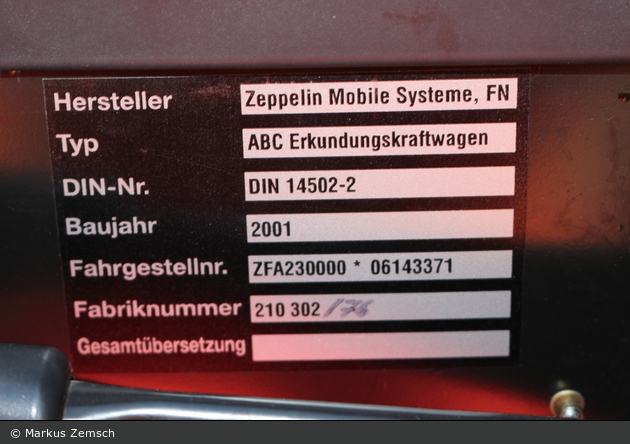 Hersteller Zeppelin Mobile Systeme, FN
Typ ABC Erkundungskraftwagen
DIN-Nr. DIN 14502-2
Baujahr 2001
Fahrgestellnr. ZFA230000 * 06143371
Fabriknummer 210 302 /76
Gesamtübersetzung
© Markus Zemsch